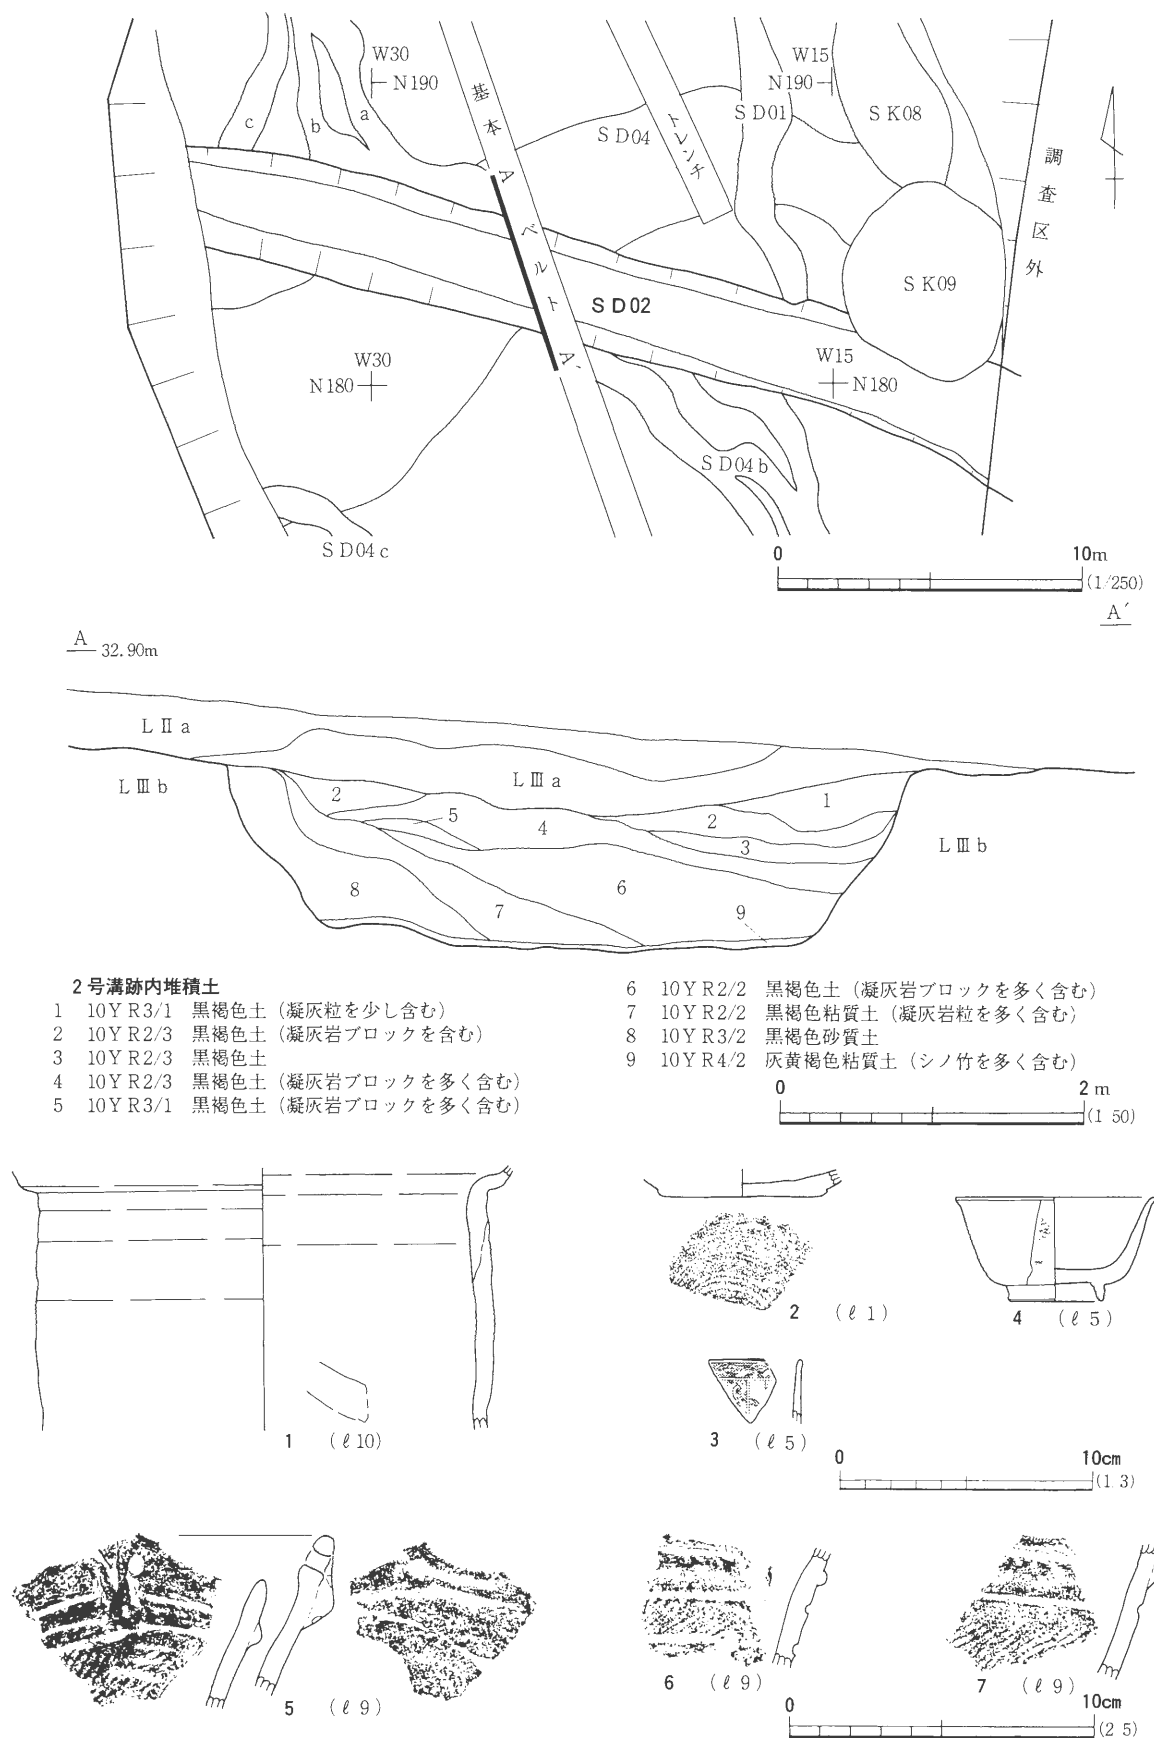 W30
N190
W15
N190
基本ベルト
A
A′
トレンチ
c
b
a
SD04
SD01
SK08
調査区外
SK09
SD02
W30
N180
W15
N180
SD04b
SD04c
0 10m
(1/250)
A 32.90m
A′
LⅡa
LⅢb
LⅢa
LⅢb
2
1
5
4
2
3
8
6
7
9
2号溝跡内堆積土
1 10YR3/1 黒褐色土（凝灰粒を少し含む）
2 10YR2/3 黒褐色土（凝灰岩ブロックを含む）
3 10YR2/3 黒褐色土
4 10YR2/3 黒褐色土（凝灰岩ブロックを多く含む）
5 10YR3/1 黒褐色土（凝灰岩ブロックを多く含む）
6 10YR2/2 黒褐色土（凝灰岩ブロックを多く含む）
7 10YR2/2 黒褐色粘質土（凝灰岩粒を多く含む）
8 10YR3/2 黒褐色砂質土
9 10YR4/2 灰黄褐色粘質土（シノ竹を多く含む）
0 2m
(1 50)
1 (ℓ10)
2 (ℓ1)
4 (ℓ5)
3 (ℓ5)
0 10cm
(1 3)
5 (ℓ9)
6 (ℓ9)
7 (ℓ9)
0 10cm
(2 5)